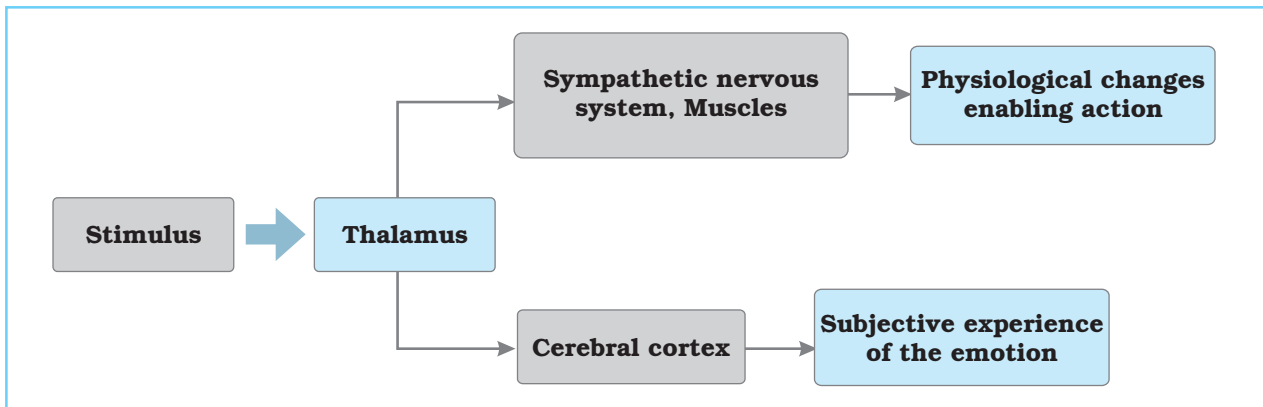 Sympathetic nervous
system, Muscles
Physiological changes
enabling action
Stimulus
Thalamus
Cerebral cortex
Subjective experience
of the emotion